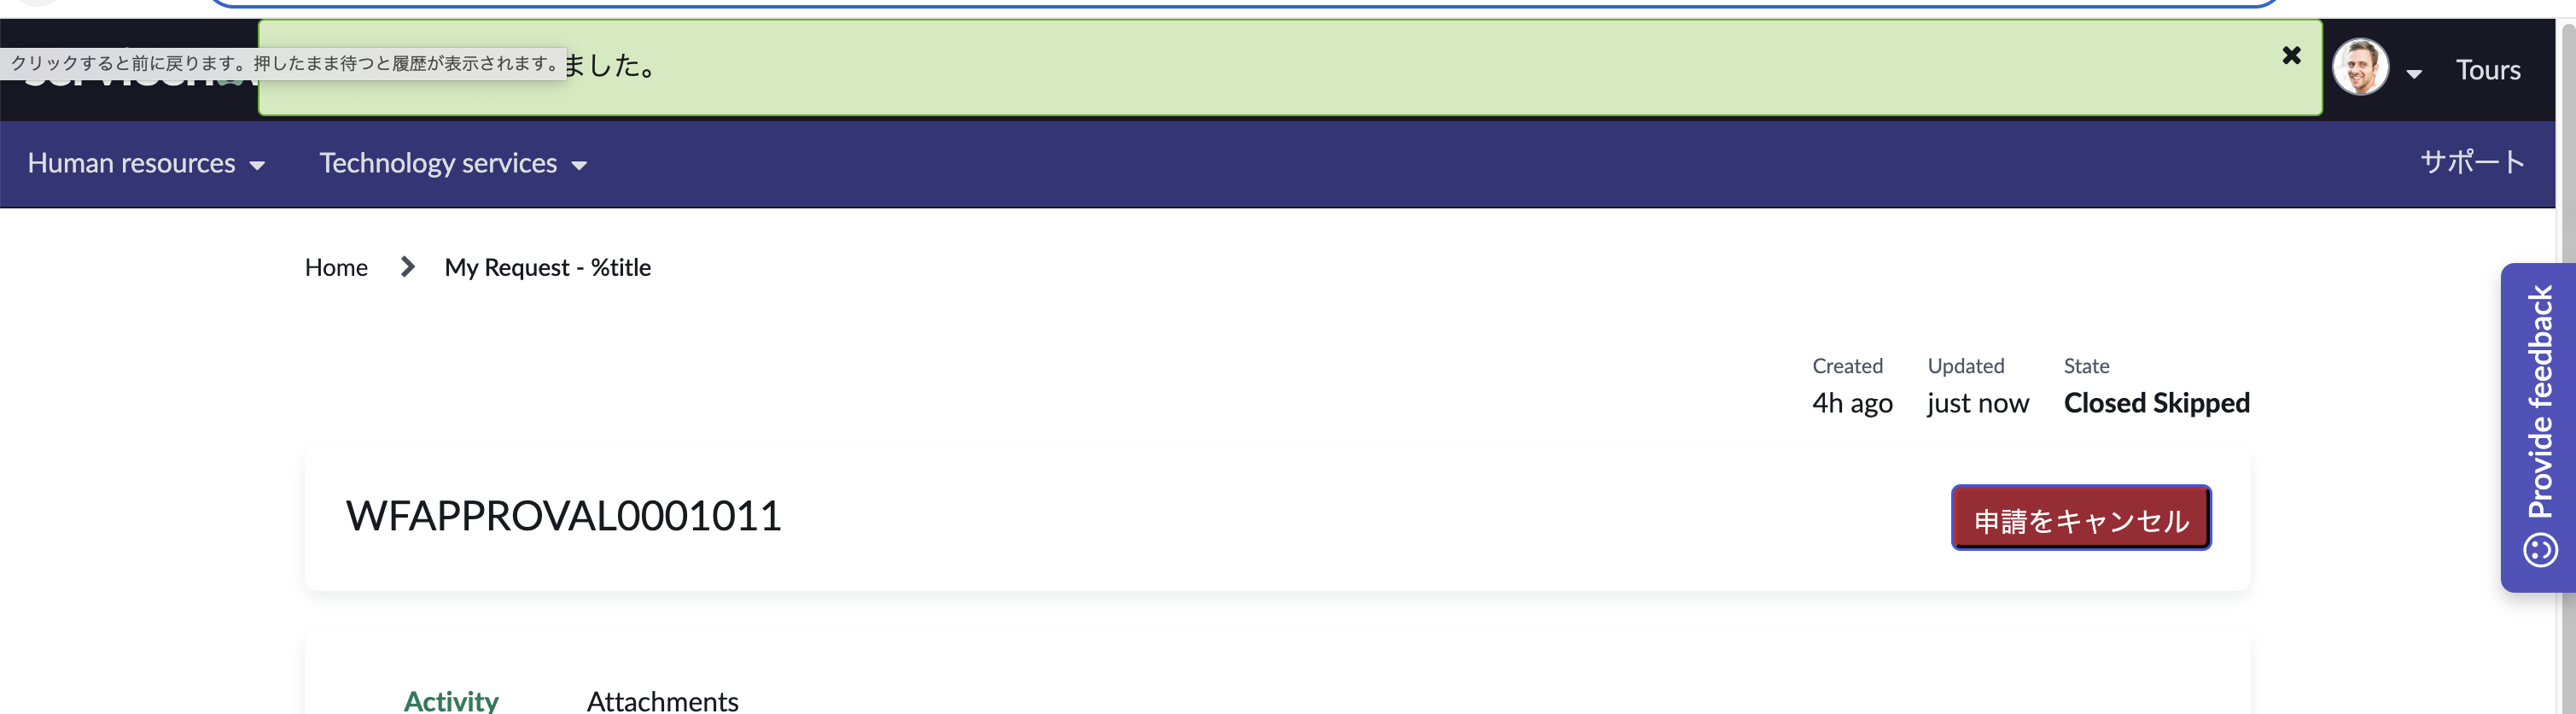 クリックすると前に戻ります。押したまま待つと履歴が表示されます。
ました。
Tours
Human resources
Technology services
サポート
Home
My Request - %title
Created
Updated
State
4h ago
just now
Closed Skipped
WFAPPROVAL0001011
申請をキャンセル
Provide feedback
Activity
Attachments